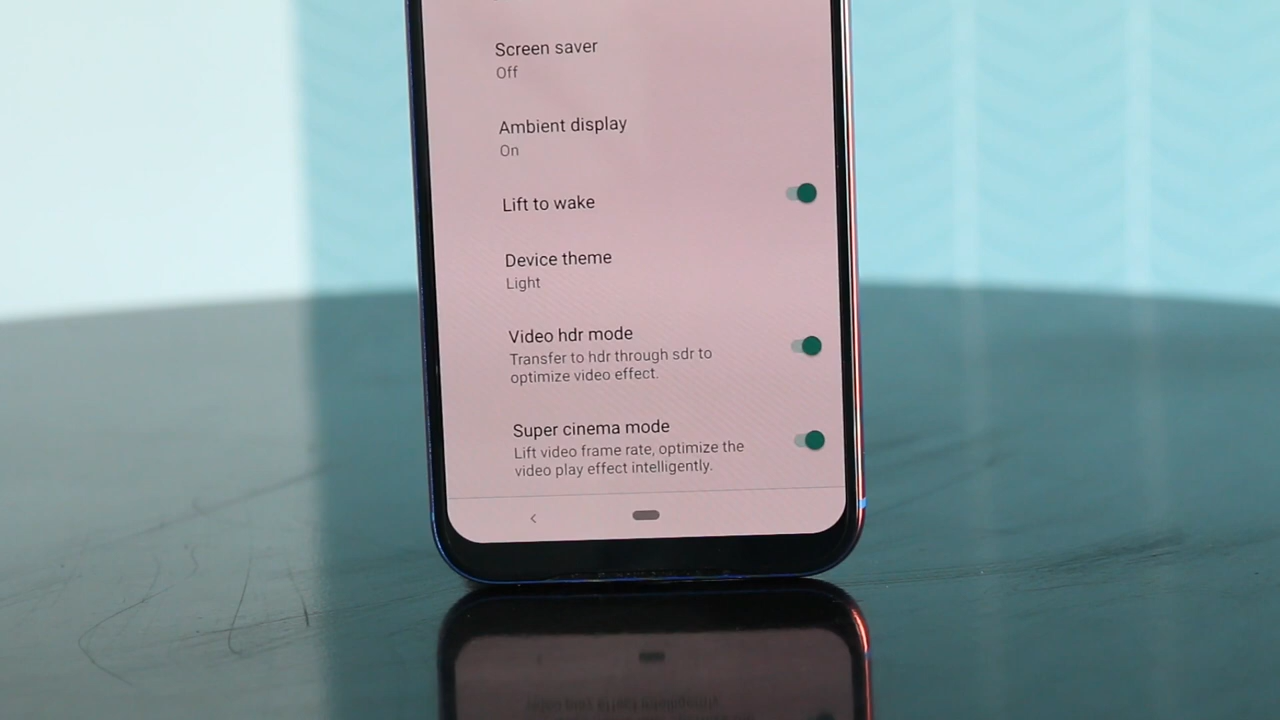 Screen saver
Off
Ambient display
On
Lift to wake
Device theme
Light
Video hdr mode
Transfer to hdr through sdr to
optimize video effect.
Super cinema mode
Lift video frame rate, optimize the
video play effect intelligently.